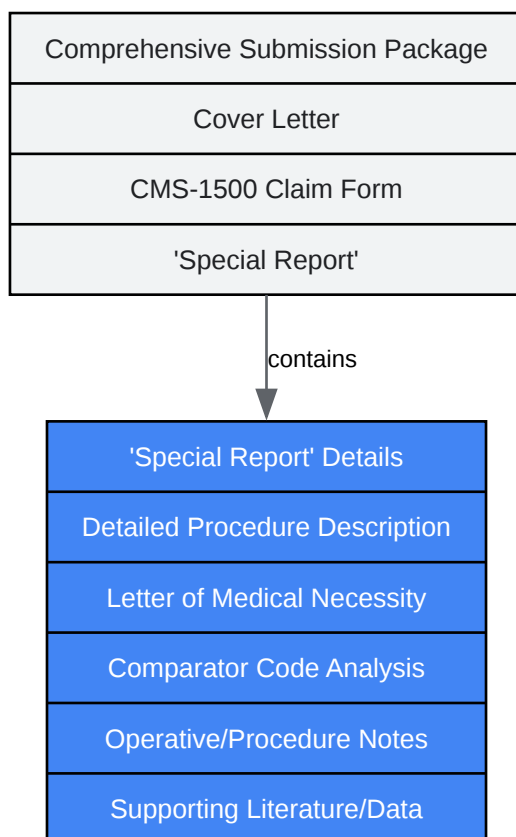 Comprehensive Submission Package
Cover Letter
CMS-1500 Claim Form
'Special Report'
contains
'Special Report' Details
Detailed Procedure Description
Letter of Medical Necessity
Comparator Code Analysis
Operative/Procedure Notes
Supporting Literature/Data